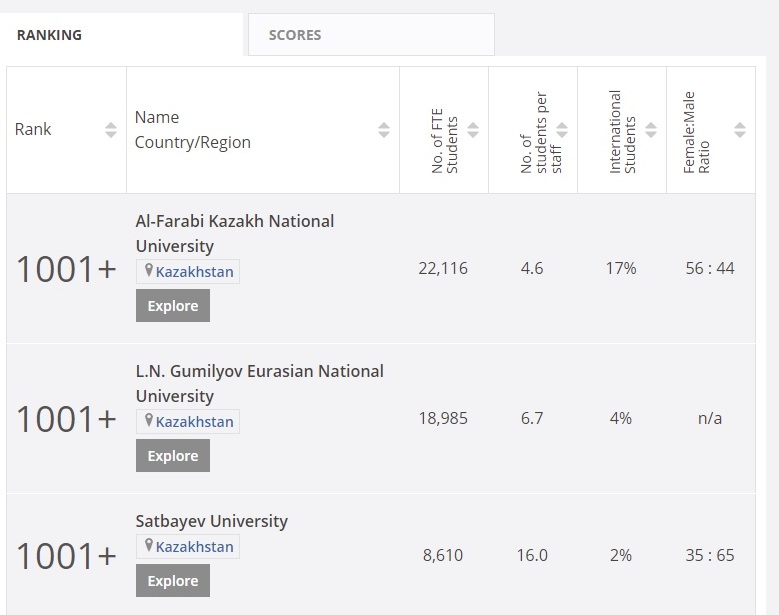 RANKING
SCORES
Rank
Name
Country/Region
No. of FTE
Students
No. of
students per
staff
International
Students
Female:Male
Ratio
1001+
Al-Farabi Kazakh National
University
Kazakhstan
Explore
22,116
4.6
17%
56 : 44
1001+
L.N. Gumilyov Eurasian National
University
Kazakhstan
Explore
18,985
6.7
4%
n/a
1001+
Satbayev University
Kazakhstan
Explore
8,610
16.0
2%
35 : 65